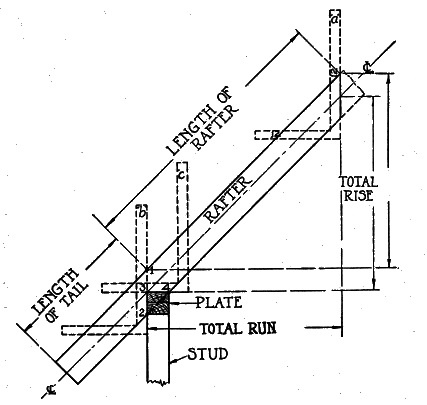 a
℄
LENGTH OF
RAFTER
a
TOTAL
RISE
RAFTER
c
b
LENGTH
OF TAIL
1
3
4
2
PLATE
TOTAL RUN
STUD
℄